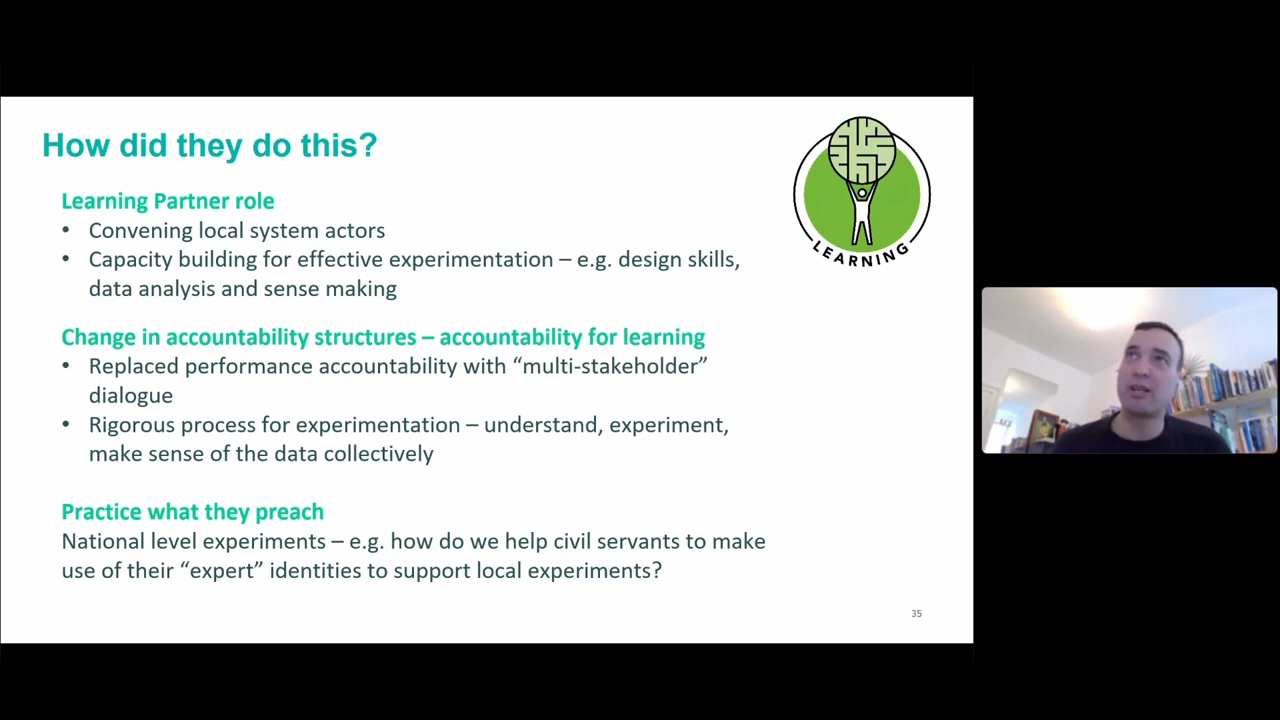 How did they do this?
LEARNING
Learning Partner role
• Convening local system actors
• Capacity building for effective experimentation – e.g. design skills,
data analysis and sense making
Change in accountability structures – accountability for learning
• Replaced performance accountability with “multi-stakeholder”
dialogue
• Rigorous process for experimentation – understand, experiment,
make sense of the data collectively
Practice what they preach
National level experiments – e.g. how do we help civil servants to make
use of their “expert” identities to support local experiments?
35